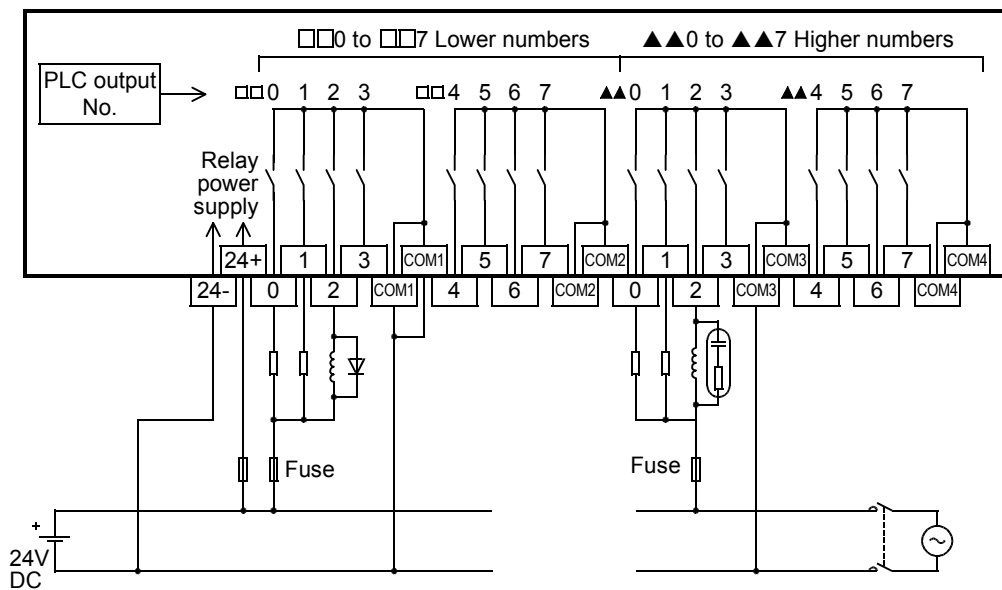 □□0 to □□7 Lower numbers ▲▲0 to ▲▲7 Higher numbers
PLC output
No.
□□0 1 2 3 □□4 5 6 7 ▲▲0 1 2 3 ▲▲4 5 6 7
Relay
power
supply
24+ 1 3 COM1 5 7 COM2 1 3 COM3 5 7 COM4
24- 0 2 COM1 4 6 COM2 0 2 COM3 4 6 COM4
Fuse Fuse
+
24V
DC